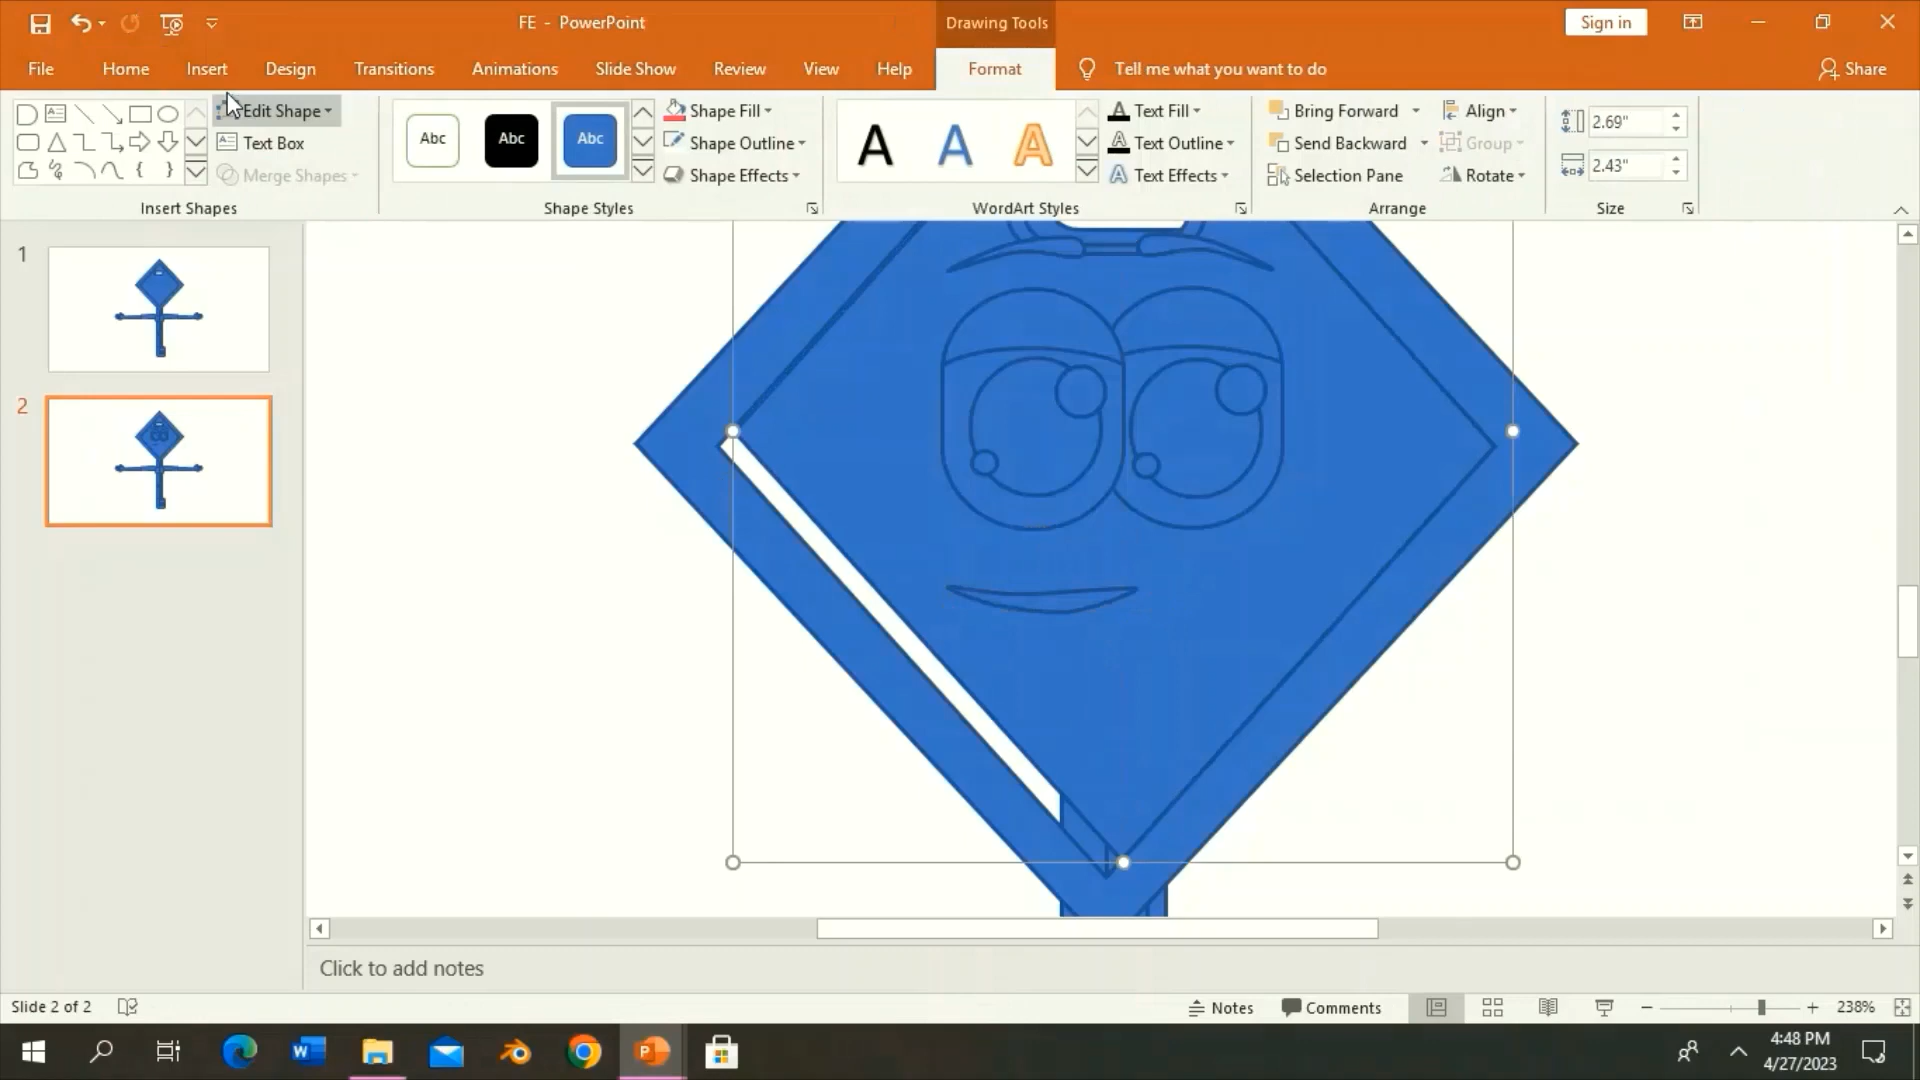 FE - PowerPoint
Drawing Tools
Sign in
File
Home
Insert
Design
Transitions
Animations
Slide Show
Review
View
Help
Format
Tell me what you want to do
Share
Edit Shape
Text Box
Merge Shapes
Insert Shapes
Abc
Abc
Abc
Shape Fill
Shape Outline
Shape Effects
Shape Styles
A
A
A
Text Fill
Text Outline
Text Effects
WordArt Styles
Bring Forward
Send Backward
Selection Pane
Align
Group
Rotate
Arrange
2.69"
2.43"
Size
1
2
Click to add notes
Slide 2 of 2
Notes
Comments
238%
4:48 PM
4/27/2023